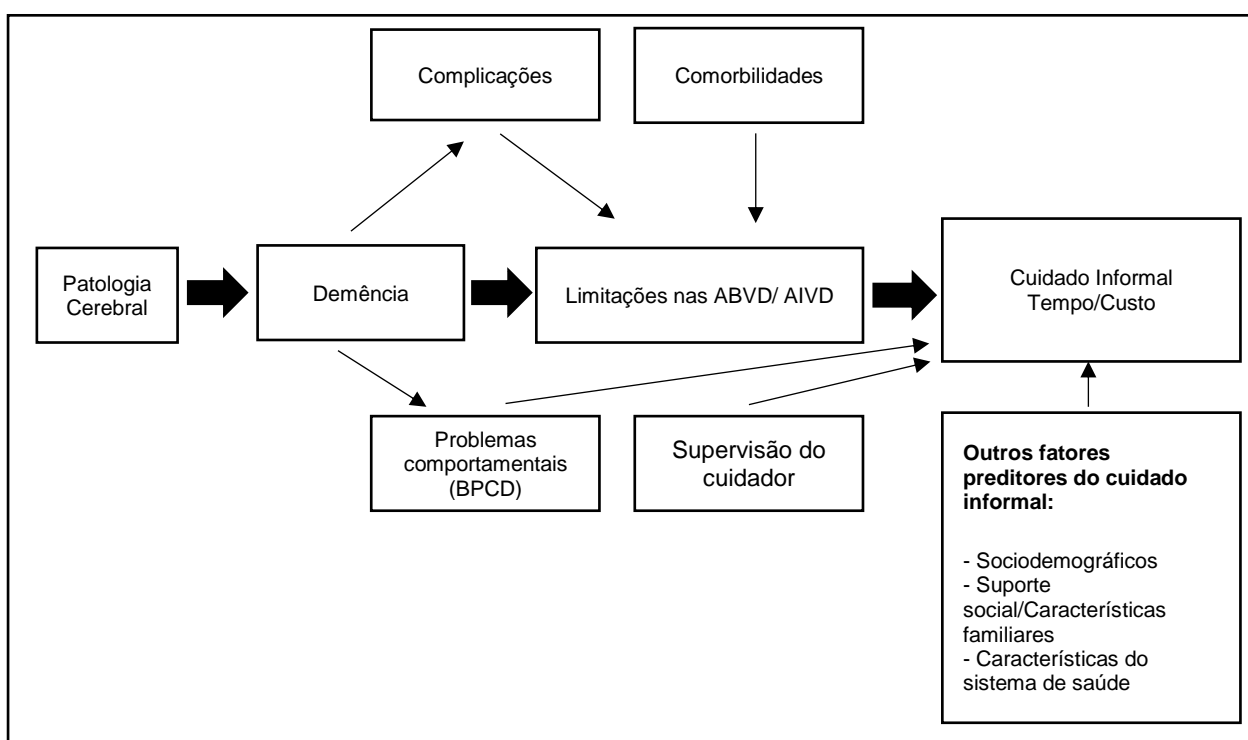 Complicações
Comorbilidades
Patologia
Cerebral
Demência
Limitações nas ABVD/ AIVD
Cuidado Informal
Tempo/Custo
Problemas
comportamentais
(BPCD)
Supervisão do
cuidador
Outros fatores
preditores do cuidado
informal:
- Sociodemográficos
- Suporte
social/Características
familiares
- Características do
sistema de saúde